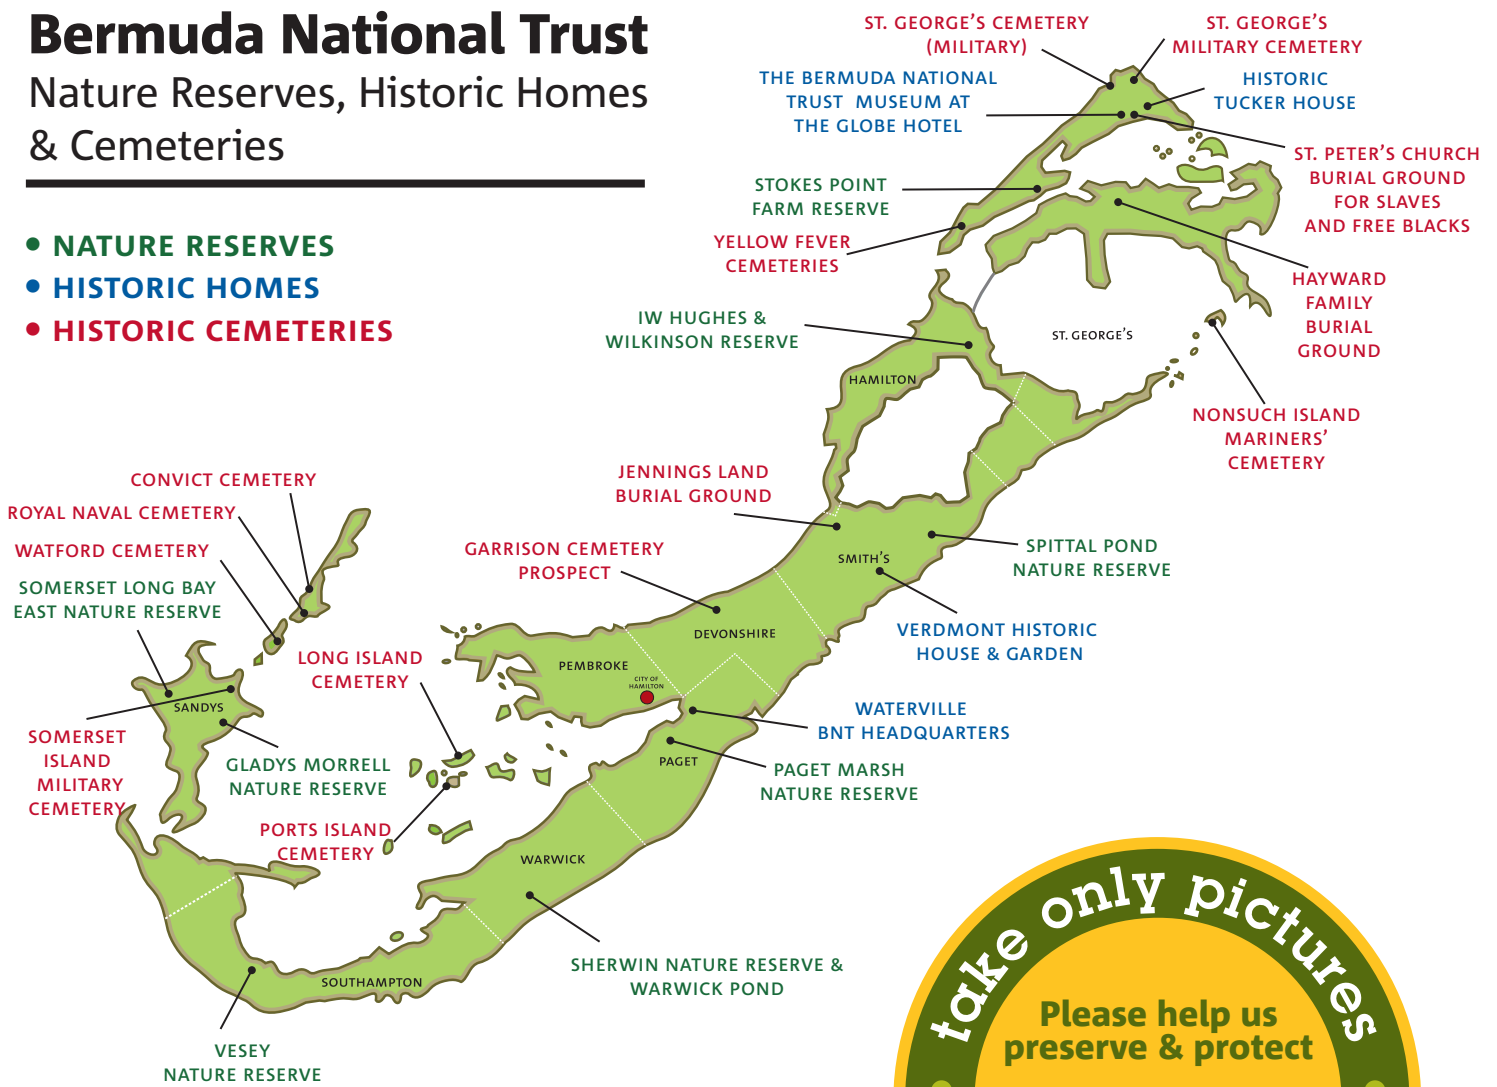 Bermuda National Trust
Nature Reserves, Historic Homes
& Cemeteries
• NATURE RESERVES
• HISTORIC HOMES
• HISTORIC CEMETERIES
ST. GEORGE'S CEMETERY
(MILITARY)
ST. GEORGE'S
MILITARY CEMETERY
THE BERMUDA NATIONAL
TRUST MUSEUM AT
THE GLOBE HOTEL
HISTORIC
TUCKER HOUSE
ST. PETER'S CHURCH
BURIAL GROUND
FOR SLAVES
AND FREE BLACKS
STOKES POINT
FARM RESERVE
YELLOW FEVER
CEMETERIES
HAYWARD
FAMILY
BURIAL
GROUND
IW HUGHES &
WILKINSON RESERVE
ST. GEORGE'S
HAMILTON
NONSUCH ISLAND
MARINERS'
CEMETERY
JENNINGS LAND
BURIAL GROUND
CONVICT CEMETERY
ROYAL NAVAL CEMETERY
WATFORD CEMETERY
SOMERSET LONG BAY
EAST NATURE RESERVE
GARRISON CEMETERY
PROSPECT
SMITH'S
SPITTAL POND
NATURE RESERVE
DEVONSHIRE
VERDMONT HISTORIC
HOUSE & GARDEN
LONG ISLAND
CEMETERY
PEMBROKE
CITY OF
HAMILTON
SANDYS
WATERVILLE
BNT HEADQUARTERS
SOMERSET
ISLAND
MILITARY
CEMETERY
GLADYS MORRELL
NATURE RESERVE
PAGET
PAGET MARSH
NATURE RESERVE
PORTS ISLAND
CEMETERY
WARWICK
SHERWIN NATURE RESERVE &
WARWICK POND
SOUTHAMPTON
VESEY
NATURE RESERVE
take only pictures
Please help us
preserve & protect